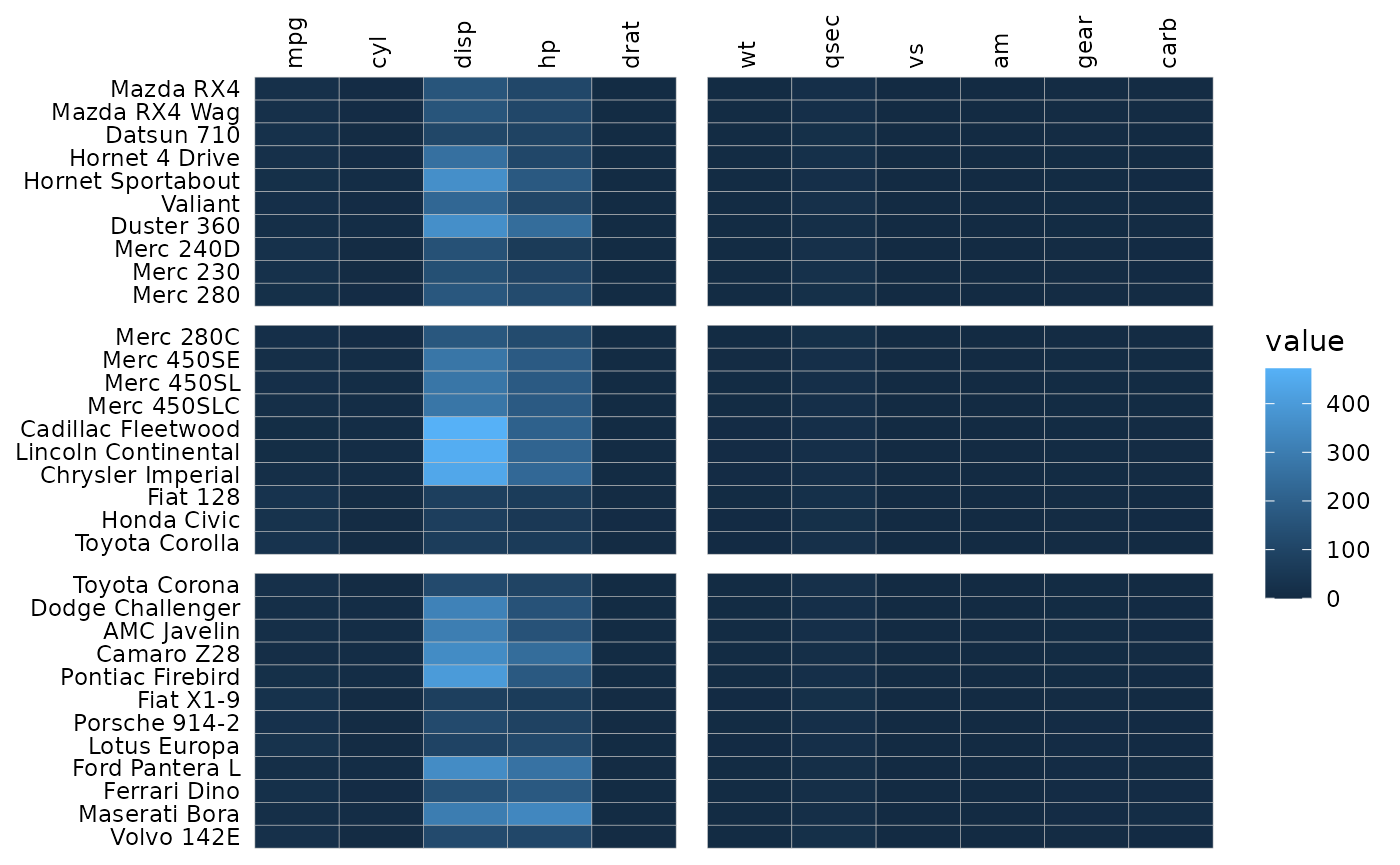 mpg
cyl
disp
hp
drat
wt
qsec
vs
am
gear
carb
Mazda RX4
Mazda RX4 Wag
Datsun 710
Hornet 4 Drive
Hornet Sportabout
Valiant
Duster 360
Merc 240D
Merc 230
Merc 280
Merc 280C
Merc 450SE
Merc 450SL
Merc 450SLC
Cadillac Fleetwood
Lincoln Continental
Chrysler Imperial
Fiat 128
Honda Civic
Toyota Corolla
Toyota Corona
Dodge Challenger
AMC Javelin
Camaro Z28
Pontiac Firebird
Fiat X1-9
Porsche 914-2
Lotus Europa
Ford Pantera L
Ferrari Dino
Maserati Bora
Volvo 142E
value
400
300
200
100
0